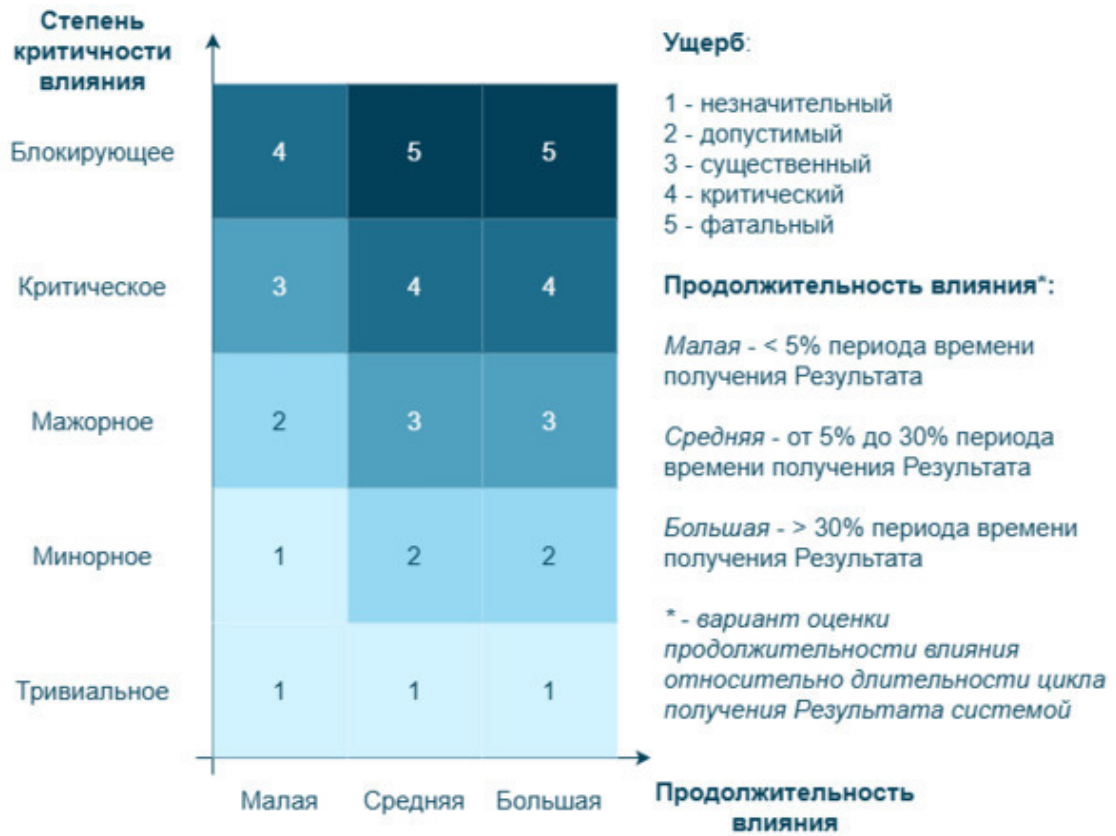 Степень
критичности
влияния
Блокирующее
4 5 5
Критическое
3 4 4
Мажорное
2 3 3
Минорное
1 2 2
Тривиальное
1 1 1
Малая Средняя Большая
Продолжительность
влияния
Ущерб:
1 - незначительный
2 - допустимый
3 - существенный
4 - критический
5 - фатальный
Продолжительность влияния*:
Малая - < 5% периода времени
получения Результата
Средняя - от 5% до 30% периода
времени получения Результата
Большая - > 30% периода времени
получения Результата
* - вариант оценки
продолжительности влияния
относительно длительности цикла
получения Результата системой